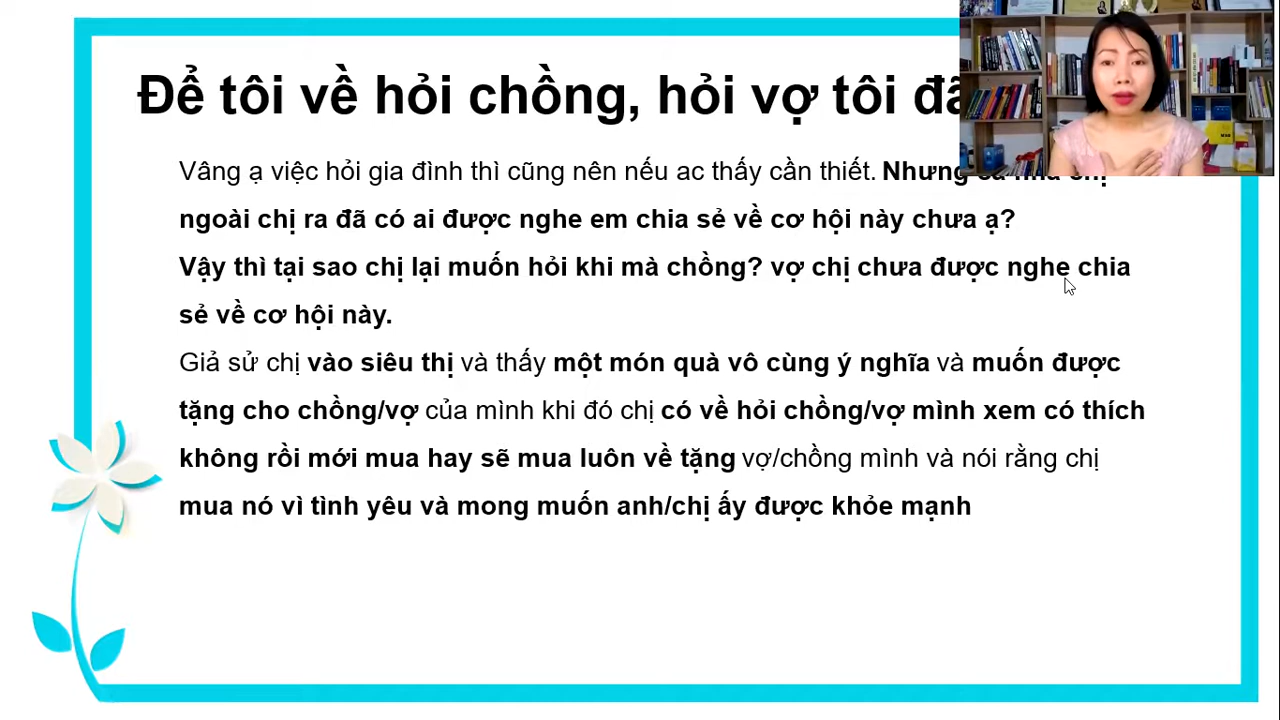 Để tôi về hỏi chồng, hỏi vợ tôi đã
Vâng ạ việc hỏi gia đình thì cũng nên nếu ac thấy cần thiết. Nhưng
ngoài chị ra đã có ai được nghe em chia sẻ về cơ hội này chưa ạ?
Vậy thì tại sao chị lại muốn hỏi khi mà chồng? vợ chị chưa được nghe chia
sẻ về cơ hội này.
Giả sử chị vào siêu thị và thấy một món quà vô cùng ý nghĩa và muốn được
tặng cho chồng/vợ của mình khi đó chị có về hỏi chồng/vợ mình xem có thích
không rồi mới mua hay sẽ mua luôn về tặng vợ/chồng mình và nói rằng chị
mua nó vì tình yêu và mong muốn anh/chị ấy được khỏe mạnh